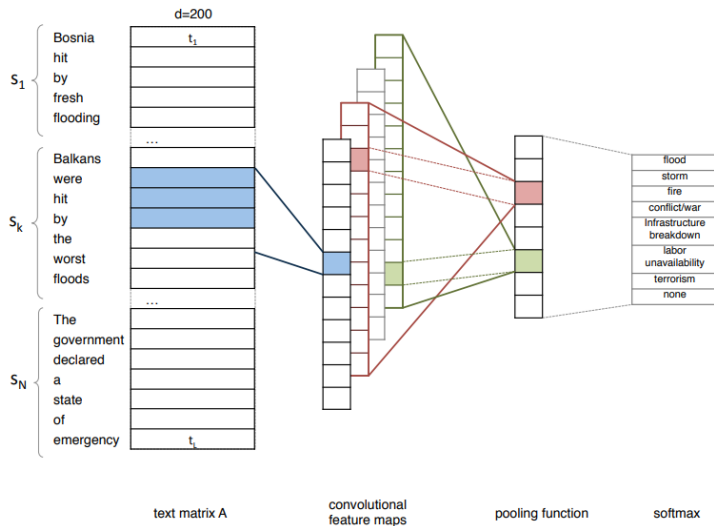 d=200
Bosnia
t1
hit
S1
by
fresh
flooding
...
Balkans
were
hit
Sk
by
the
worst
floods
...
The
government
declared
SN
a
state
of
emergency
tL
flood
storm
fire
conflict/war
Infrastructure
breakdown
labor
unavailability
terrorism
none
text matrix A
convolutional
feature maps
pooling function
softmax